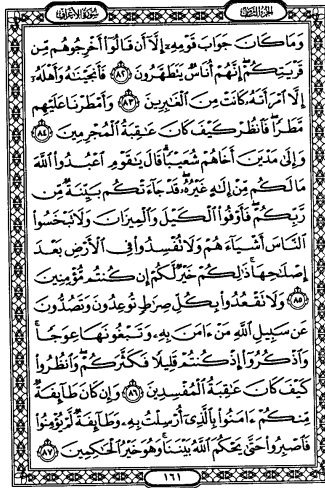 سورة الأعراف
الجزء الثامن
وَمَا كَانَ جَوَابَ قَوْمِهِۦٓ إِلَّآ أَن قَالُوٓا۟ أَخْرِجُوهُم مِّن
قَرْيَتِكُمْ ۖ إِنَّهُمْ أُنَاسٌ يَتَطَهَّرُونَ ﴿٨٢﴾ فَأَنجَيْنَٰهُ وَأَهْلَهُۥٓ
إِلَّا ٱمْرَأَتَهُۥ كَانَتْ مِنَ ٱلْغَٰبِرِينَ ﴿٨٣﴾ وَأَمْطَرْنَا عَلَيْهِم
مَّطَرًا ۖ فَٱنظُرْ كَيْفَ كَانَ عَٰقِبَةُ ٱلْمُجْرِمِينَ ﴿٨٤﴾
وَإِلَىٰ مَدْيَنَ أَخَاهُمْ شُعَيْبًا ۗ قَالَ يَٰقَوْمِ ٱعْبُدُوا۟ ٱللَّهَ
مَا لَكُم مِّنْ إِلَٰهٍ غَيْرُهُۥ ۖ قَدْ جَآءَتْكُم بَيِّنَةٌ مِّن
رَّبِّكُمْ ۖ فَأَوْفُوا۟ ٱلْكَيْلَ وَٱلْمِيزَانَ وَلَا تَبْخَسُوا۟
ٱلنَّاسَ أَشْيَآءَهُمْ وَلَا تُفْسِدُوا۟ فِى ٱلْأَرْضِ بَعْدَ
إِصْلَٰحِهَا ۚ ذَٰلِكُمْ خَيْرٌ لَّكُمْ إِن كُنتُم مُّؤْمِنِينَ
﴿٨٥﴾ وَلَا تَقْعُدُوا۟ بِكُلِّ صِرَٰطٍ تُوعِدُونَ وَتَصُدُّونَ
عَن سَبِيلِ ٱللَّهِ مَنْ ءَامَنَ بِهِۦ وَتَبْغُونَهَا عِوَجًا ۚ
وَٱذْكُرُوٓا۟ إِذْ كُنتُمْ قَلِيلًا فَكَثَّرَكُمْ ۖ وَٱنظُرُوا۟
كَيْفَ كَانَ عَٰقِبَةُ ٱلْمُفْسِدِينَ ﴿٨٦﴾ وَإِن كَانَ طَآئِفَةٌ
مِّنكُمْ ءَامَنُوا۟ بِٱلَّذِىٓ أُرْسِلْتُ بِهِۦ وَطَآئِفَةٌ لَّمْ يُؤْمِنُوا۟
فَٱصْبِرُوا۟ حَتَّىٰ يَحْكُمَ ٱللَّهُ بَيْنَنَا ۚ وَهُوَ خَيْرُ ٱلْحَٰكِمِينَ ﴿٨٧﴾
١٦١